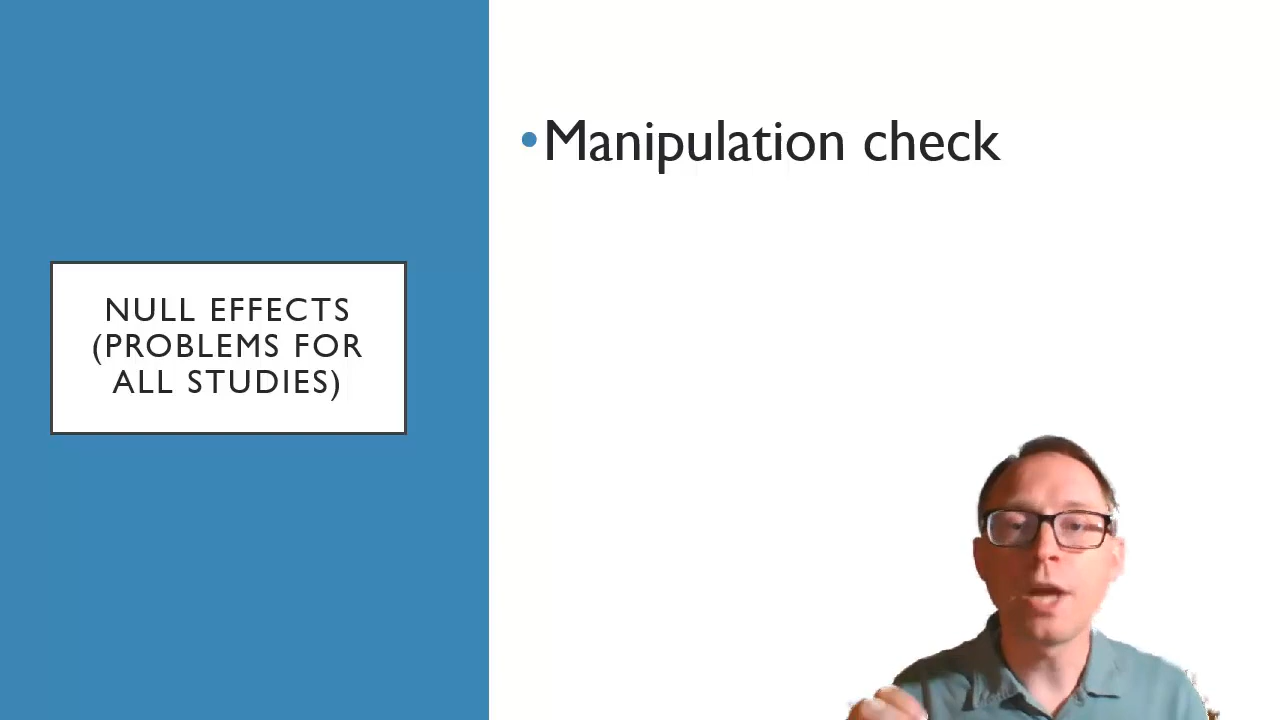 NULL EFFECTS
(PROBLEMS FOR
ALL STUDIES)
•Manipulation check